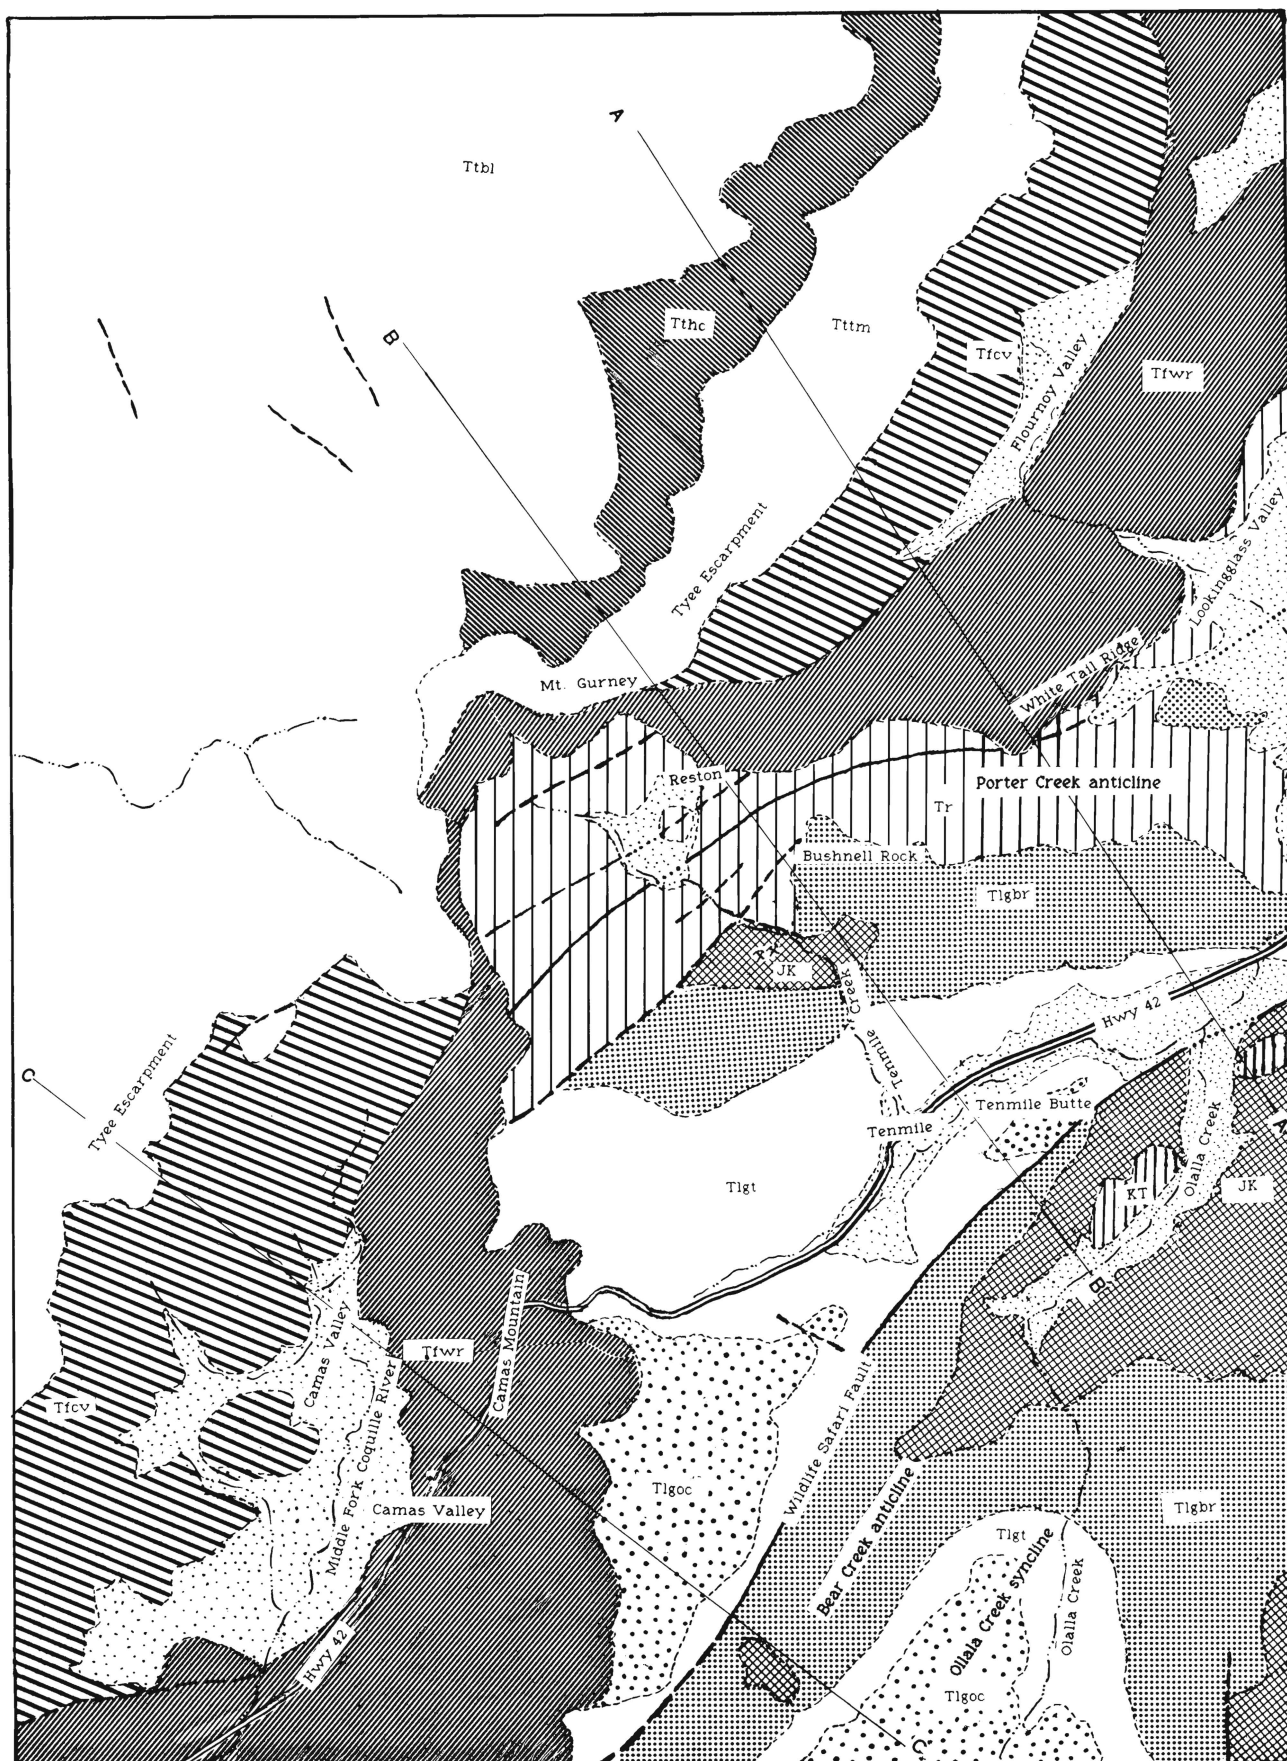 A
Ttbl
Tthc
Tttm
B
Tfcv
Tfwr
Flournoy Valley
Tyee Escarpment
Lookingglass Valley
Mt. Gurney
White Tail Ridge
Reston
Porter Creek anticline
Tr
Bushnell Rock
Tlgbr
JK
Tenmile Creek
Hwy 42
C
Tyee Escarpment
Tenmile Butte
Tenmile
Olalla Creek
Tlgt
KT
JK
B
Camas Valley
Camas Mountain
Tfwr
Tfcv
Middle Fork Coquille River
Wildlife Safari Fault
Tlgoc
Camas Valley
Bear Creek anticline
Tlgbr
Tlgt
Ollala Creek syncline
Olalla Creek
Hwy 42
Tlgoc
C